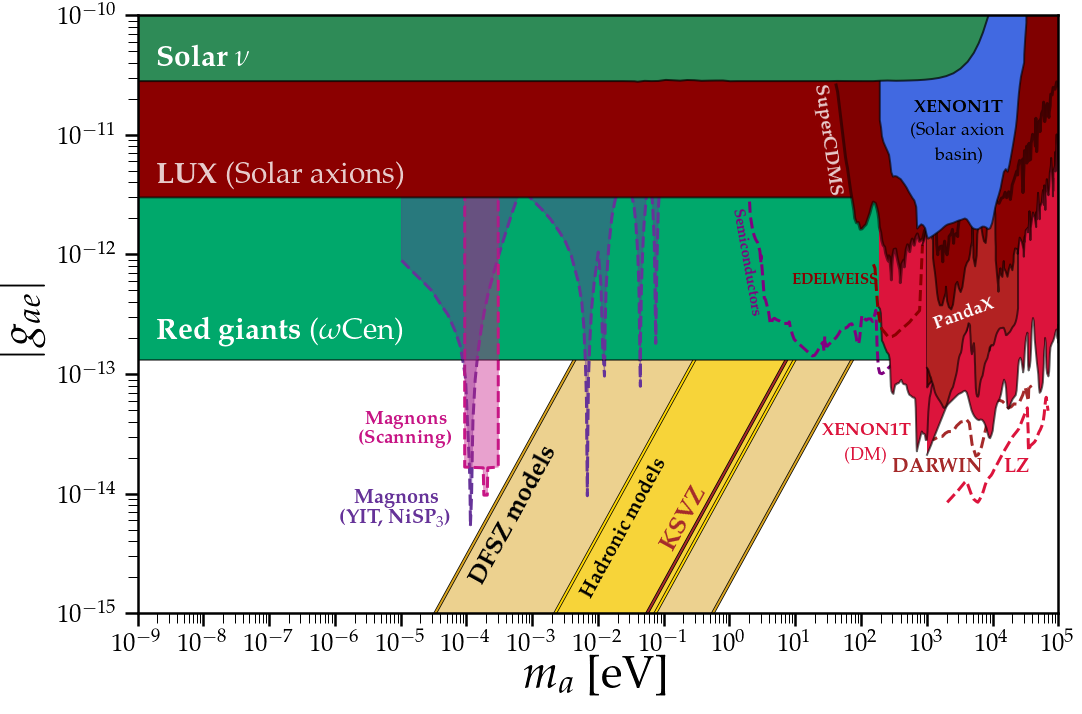 10⁻¹⁰
Solar ν
10⁻¹¹
SuperCDMS
XENON1T
(Solar axion
basin)
LUX (Solar axions)
10⁻¹²
Semiconductors
EDELWEISS
PandaX
|gₐₑ|
Red giants (ωCen)
10⁻¹³
Magnons
(Scanning)
XENON1T
(DM)
DARWIN
LZ
10⁻¹⁴
Magnons
(YIT, NiSP₃)
DFSZ models
Hadronic models
KSVZ
10⁻¹⁵
10⁻⁹ 10⁻⁸ 10⁻⁷ 10⁻⁶ 10⁻⁵ 10⁻⁴ 10⁻³ 10⁻² 10⁻¹ 10⁰ 10¹ 10² 10³ 10⁴ 10⁵
mₐ [eV]